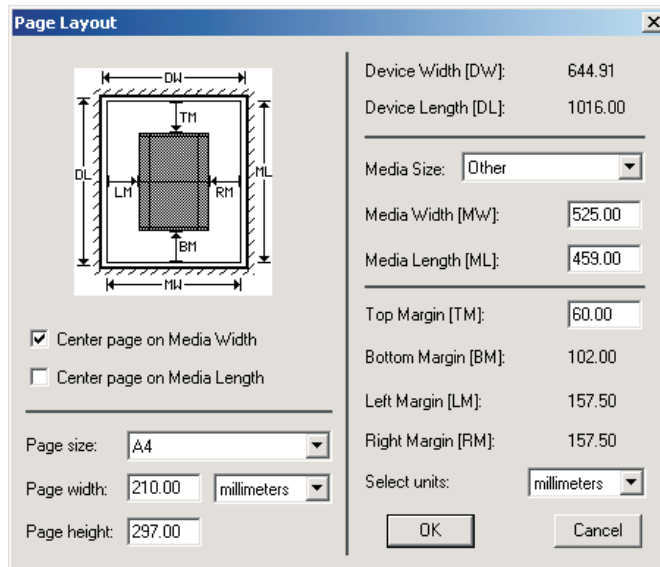 Page Layout
DW
TM
DL
ML
LM
RM
BM
MW
Center page on Media Width
Center page on Media Length
Page size: A4
Page width: 210.00 millimeters
Page height: 297.00
Device Width [DW]: 644.91
Device Length [DL]: 1016.00
Media Size: Other
Media Width [MW]: 525.00
Media Length [ML]: 459.00
Top Margin [TM]: 60.00
Bottom Margin [BM]: 102.00
Left Margin [LM]: 157.50
Right Margin [RM]: 157.50
Select units: millimeters
OK Cancel